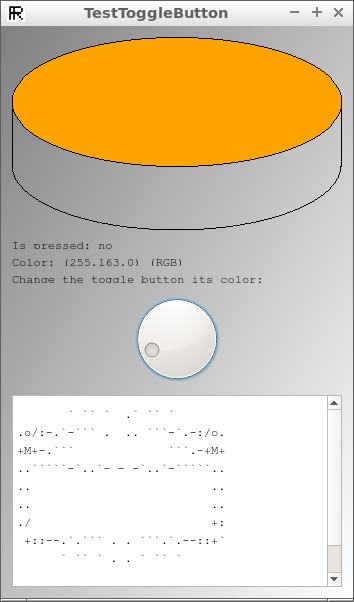 TestToggleButton
Is pressed: no
Color: (255,163,0) (RGB)
Change the toggle button its color:
` `` `  .` `` `
.o/:-.`-``` .  .. ```-`.-:/o.
+M+-.```              ```.-+M+
..`````-`..`- - -`..`-`````..
..                          ..
..                          ..
./                          +:
+::--.`.``` . . ```.`.--::+`
` `` ` . . ` `` `